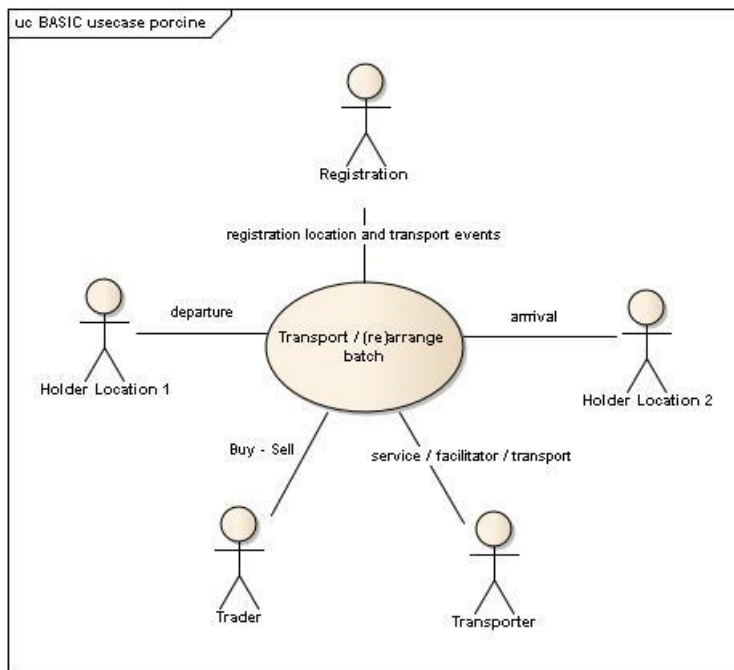 uc BASIC usecase porcine
Registration
registration location and transport events
departure
arrival
Transport / (re)arrange
batch
Holder Location 1
Holder Location 2
Buy - Sell
service / facilitator / transport
Trader
Transporter